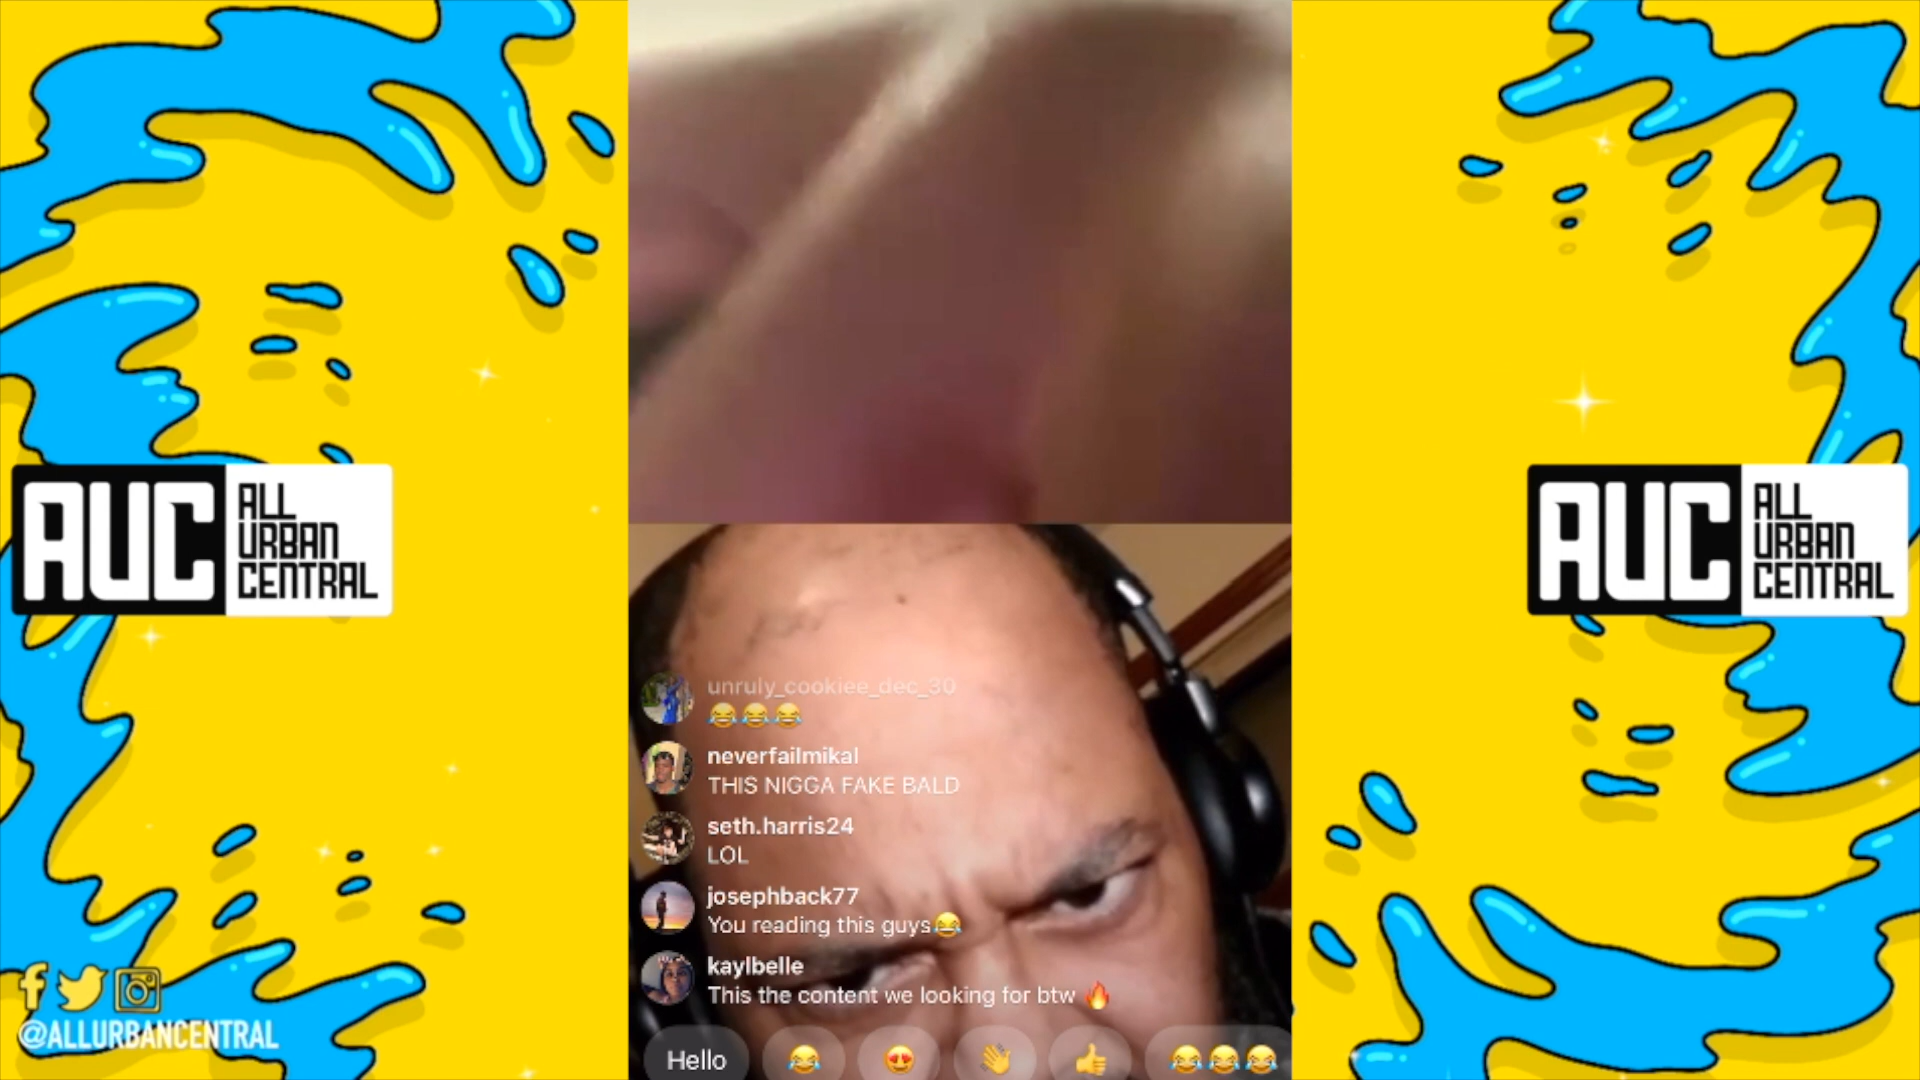 AUC
ALL
URBAN
CENTRAL
@ALLURBANCENTRAL
unruly_cookiee_dec_30
😂😂😂
neverfailmikal
THIS NIGGA FAKE BALD
seth.harris24
LOL
josephback77
You reading this guys😂
kaylbelle
This the content we looking for btw 🔥
Hello 😂 😍 👋 👍 😂😂😂
AUC
ALL
URBAN
CENTRAL